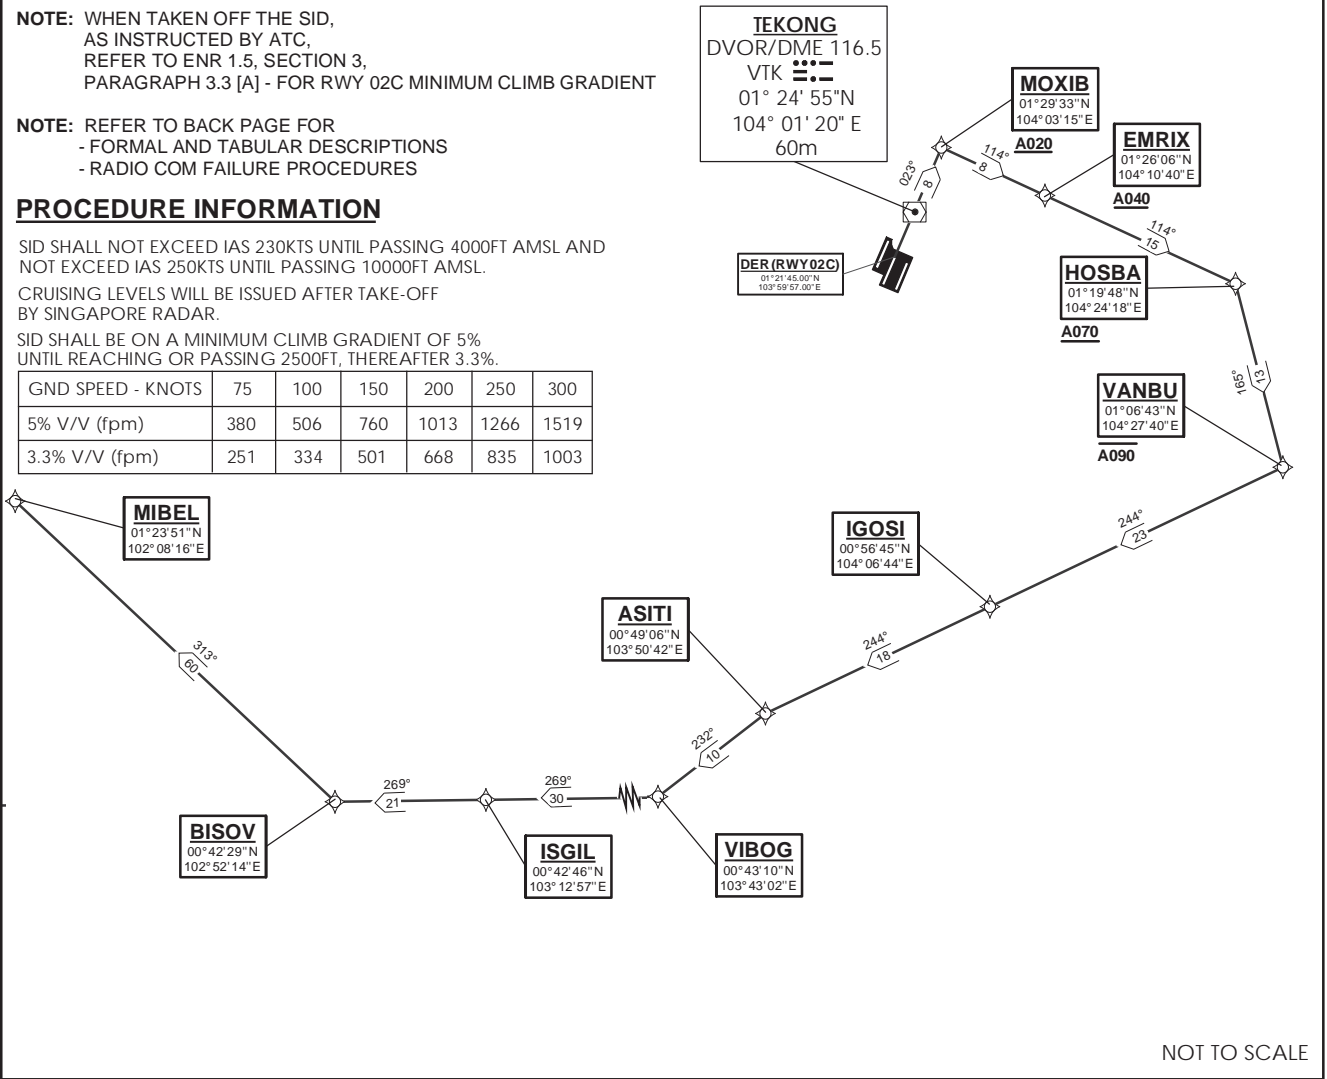 NOTE: WHEN TAKEN OFF THE SID,
AS INSTRUCTED BY ATC,
REFER TO ENR 1.5, SECTION 3,
PARAGRAPH 3.3 [A] - FOR RWY 02C MINIMUM CLIMB GRADIENT
NOTE: REFER TO BACK PAGE FOR
- FORMAL AND TABULAR DESCRIPTIONS
- RADIO COM FAILURE PROCEDURES
PROCEDURE INFORMATION
SID SHALL NOT EXCEED IAS 230KTS UNTIL PASSING 4000FT AMSL AND
NOT EXCEED IAS 250KTS UNTIL PASSING 10000FT AMSL.
CRUISING LEVELS WILL BE ISSUED AFTER TAKE-OFF
BY SINGAPORE RADAR.
SID SHALL BE ON A MINIMUM CLIMB GRADIENT OF 5%
UNTIL REACHING OR PASSING 2500FT, THEREAFTER 3.3%.
GND SPEED - KNOTS 75 100 150 200 250 300
5% V/V (fpm) 380 506 760 1013 1266 1519
3.3% V/V (fpm) 251 334 501 668 835 1003
TEKONG
DVOR/DME 116.5
VTK
01° 24' 55"N
104° 01' 20" E
60m
DER (RWY02C)
01°21'45.00"N
103°59'57.00"E
023°
8
MOXIB
01°29'33"N
104°03'15"E
A020
114°
8
EMRIX
01°26'06"N
104°10'40"E
A040
114°
15
HOSBA
01°19'48"N
104°24'18"E
A070
165°
13
VANBU
01°06'43"N
104°27'40"E
A090
244°
23
IGOSI
00°56'45"N
104°06'44"E
244°
18
ASITI
00°49'06"N
103°50'42"E
232°
10
VIBOG
00°43'10"N
103°43'02"E
269°
30
ISGIL
00°42'46"N
103°12'57"E
269°
21
BISOV
00°42'29"N
102°52'14"E
313°
60
MIBEL
01°23'51"N
102°08'16"E
NOT TO SCALE